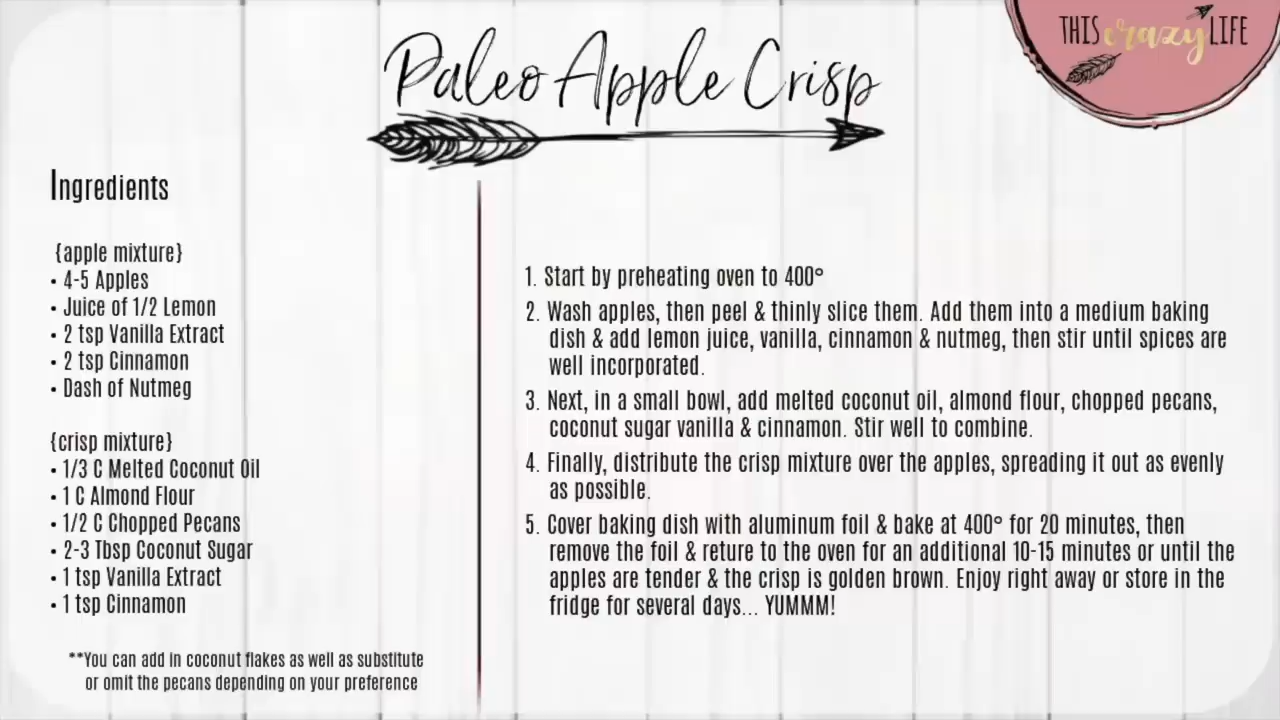 Paleo Apple Crisp
THIS crazy LIFE
Ingredients
{apple mixture}
• 4-5 Apples
• Juice of 1/2 Lemon
• 2 tsp Vanilla Extract
• 2 tsp Cinnamon
• Dash of Nutmeg
{crisp mixture}
• 1/3 C Melted Coconut Oil
• 1 C Almond Flour
• 1/2 C Chopped Pecans
• 2-3 Tbsp Coconut Sugar
• 1 tsp Vanilla Extract
• 1 tsp Cinnamon
**You can add in coconut flakes as well as substitute
or omit the pecans depending on your preference
1. Start by preheating oven to 400°
2. Wash apples, then peel & thinly slice them. Add them into a medium baking
dish & add lemon juice, vanilla, cinnamon & nutmeg, then stir until spices are
well incorporated.
3. Next, in a small bowl, add melted coconut oil, almond flour, chopped pecans,
coconut sugar vanilla & cinnamon. Stir well to combine.
4. Finally, distribute the crisp mixture over the apples, spreading it out as evenly
as possible.
5. Cover baking dish with aluminum foil & bake at 400° for 20 minutes, then
remove the foil & reture to the oven for an additional 10-15 minutes or until the
apples are tender & the crisp is golden brown. Enjoy right away or store in the
fridge for several days... YUMMM!